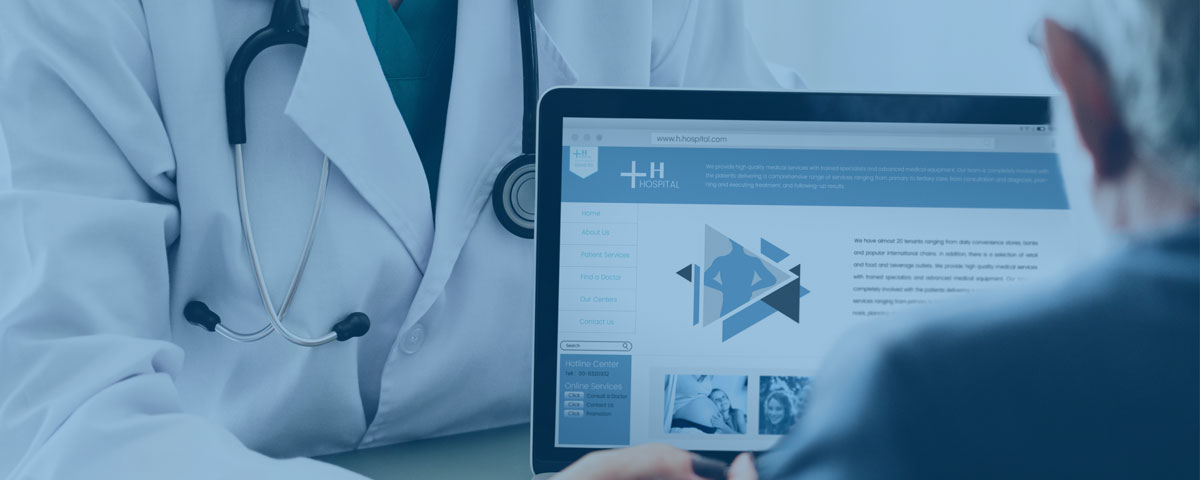 www.h.hospital.com
H
H
HOSPITAL
We provide high quality medical services with trained specialists and advanced medical equipment. Our team is completely involved with
the patients delivering a comprehensive range of services ranging from primary to tertiary care, from consultation and diagnosis, plan-
ning and executing treatment, and following- up results.
Home
About Us
Patient Services
Find a Doctor
Our Centers
Contact Us
Search
Hotline Center
Online Services
Click Consult a Doctor
Click Contact Us
Click Promotion
We have almost 20 tenants ranging from daily convenience stores, banks
and popular international chains. In addition, there is a selection of retail
and food and beverage outlets. We provide high quality medical services
with trained specialists and advanced medical equipment. Our
completely involved with the patients delivering
services ranging from